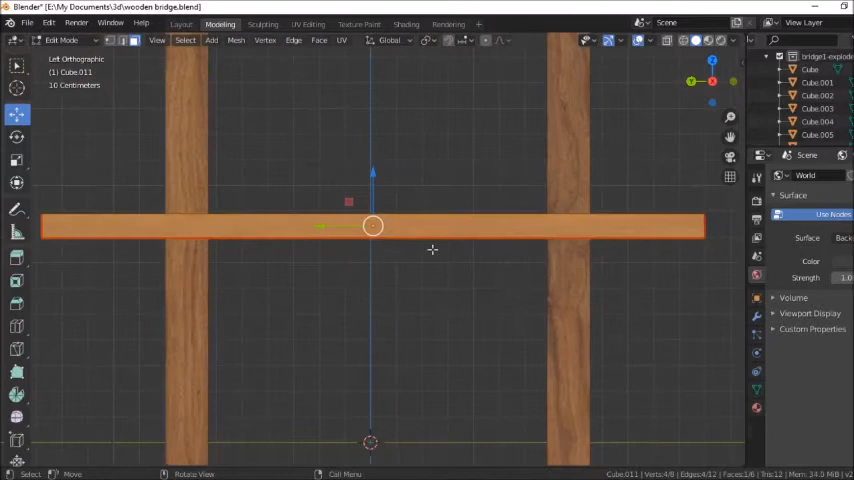 Blender* [E:\My Documents\3d\wooden bridge.blend]
File Edit Render Window Help Layout Modeling Sculpting UV Editing Texture Paint Shading Rendering Scene View Layer
Edit Mode View Select Add Mesh Vertex Edge Face UV Global
Left Orthographic
(1) Cube.011
10 Centimeters
Z
Y
X
bridge1-explode
Cube
Cube.001
Cube.002
Cube.003
Cube.004
Cube.005
Scene
World
Surface
Use Nodes
Surface Back
Color
Strength 1.0
Volume
Viewport Display
Custom Properties
Select Move Rotate View Call Menu Cube.011 | Verts:4/8 | Edges:4/12 | Faces:1/6 | Tris:12 | Mem: 34.0 MiB | v2